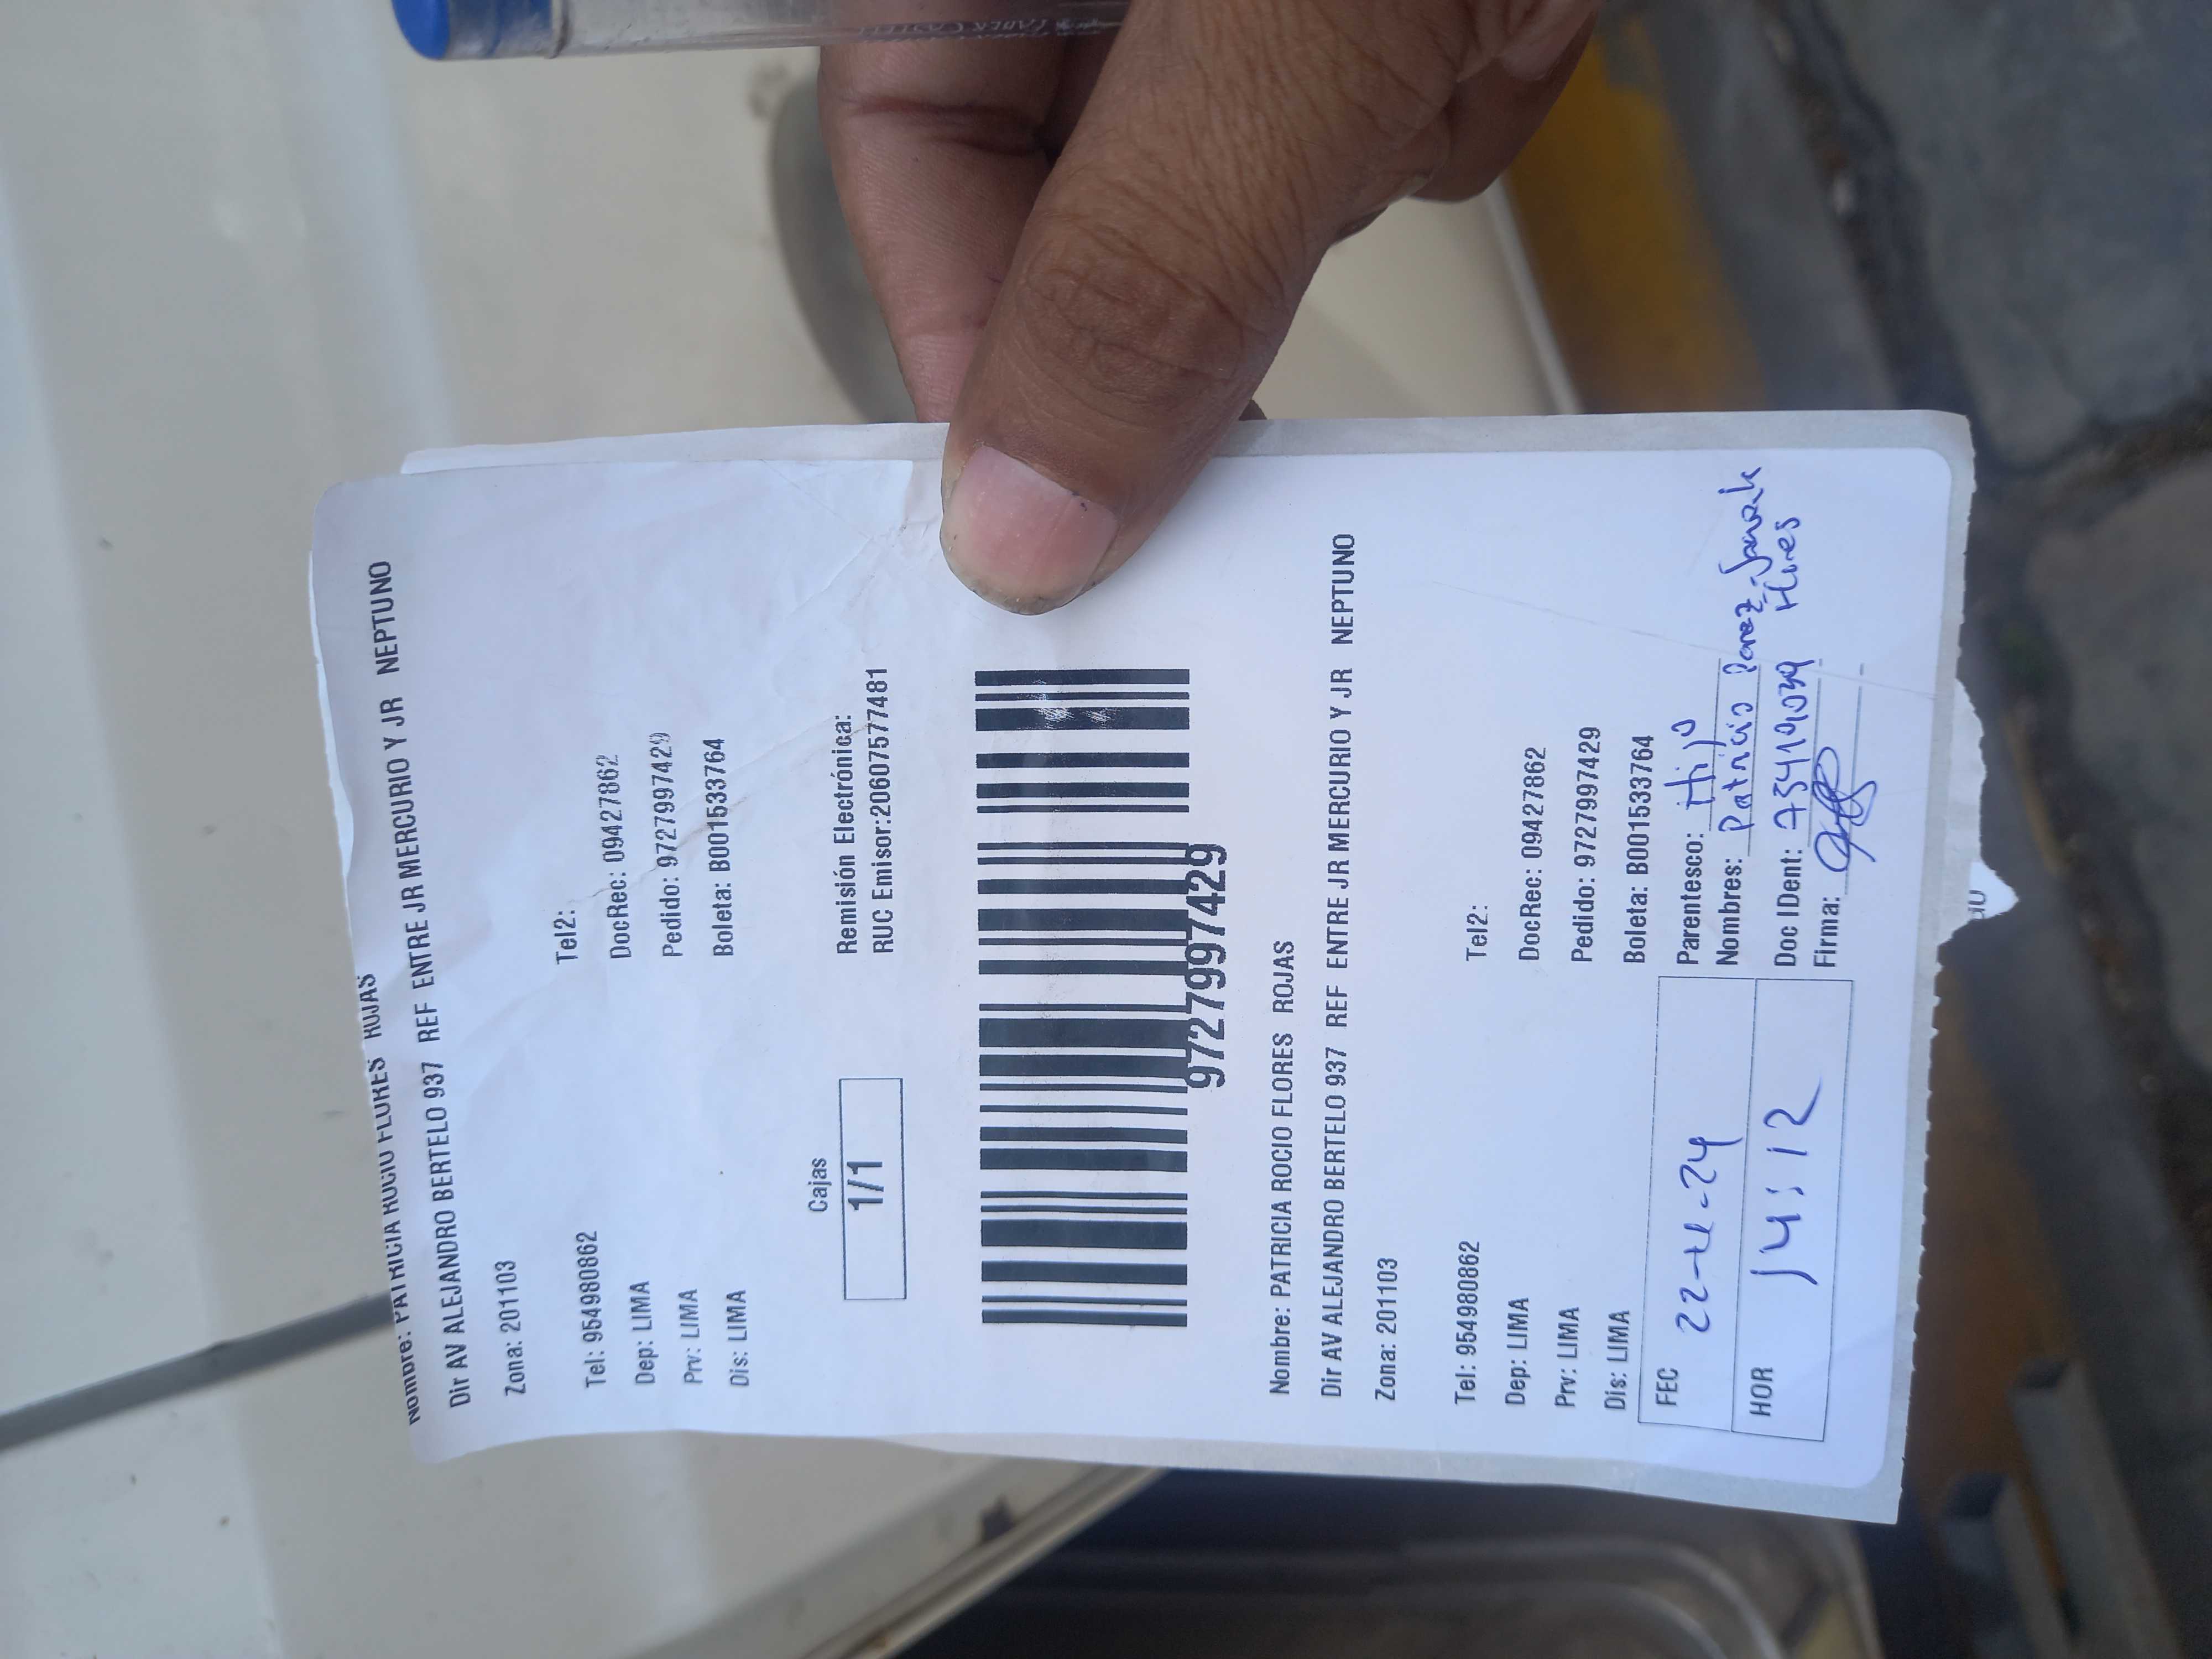 Nombre: PATRICIA ROCIO FLORES ROJAS
Dir AV ALEJANDRO BERTELO 937 REF ENTRE JR MERCURIO Y JR NEPTUNO
Zona: 201103
Tel: 954980862 Tel2:
Dep: LIMA DocRec: 09427862
Prv: LIMA Pedido: 9727997429
Dis: LIMA Boleta: B001533764
Cajas Remisión Electrónica:
1/1 RUC Emisor:20607577481
9727997429
Nombre: PATRICIA ROCIO FLORES ROJAS
Dir AV ALEJANDRO BERTELO 937 REF ENTRE JR MERCURIO Y JR NEPTUNO
Zona: 201103
Tel: 954980862 Tel2:
Dep: LIMA DocRec: 09427862
Prv: LIMA Pedido: 9727997429
Dis: LIMA Boleta: B001533764
FEC 22-4-24 Parentesco: Hijo
Nombres: Patricio
Flores
HOR 14:12 Doc IDent:
Firma: